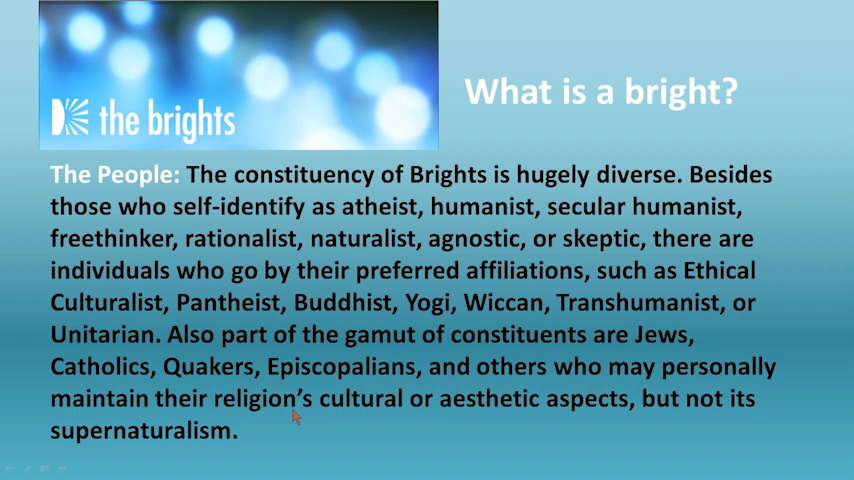 the brights
What is a bright?
The People: The constituency of Brights is hugely diverse. Besides
those who self-identify as atheist, humanist, secular humanist,
freethinker, rationalist, naturalist, agnostic, or skeptic, there are
individuals who go by their preferred affiliations, such as Ethical
Culturalist, Pantheist, Buddhist, Yogi, Wiccan, Transhumanist, or
Unitarian. Also part of the gamut of constituents are Jews,
Catholics, Quakers, Episcopalians, and others who may personally
maintain their religion’s cultural or aesthetic aspects, but not its
supernaturalism.